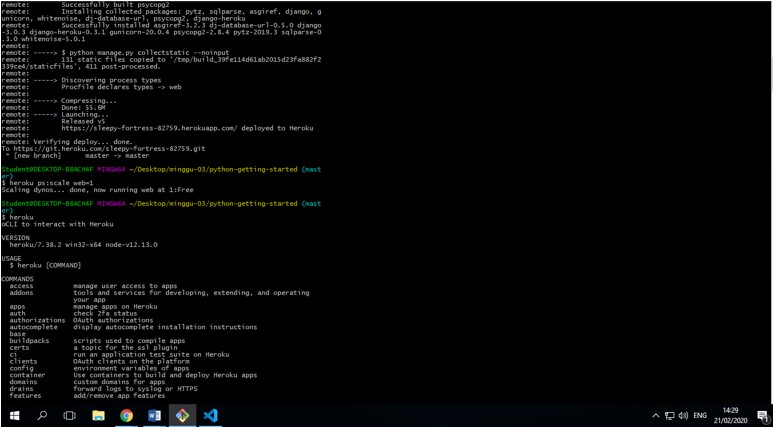 remote:        Successfully built psycopg2
remote:        Installing collected packages: pytz, sqlparse, asgiref, django, g
unicorn, whitenoise, dj-database-url, psycopg2, django-heroku
remote:        Successfully installed asgiref-3.2.3 dj-database-url-0.5.0 django
-3.0.3 django-heroku-0.3.1 gunicorn-20.0.4 psycopg2-2.8.4 pytz-2019.3 sqlparse-0
.3.0 whitenoise-5.0.1
remote:
remote: -----> $ python manage.py collectstatic --noinput
remote:        131 static files copied to '/tmp/build_39fe114d61ab2015d23fa882f2
339ce4/staticfiles', 411 post-processed.
remote:
remote: -----> Discovering process types
remote:        Procfile declares types -> web
remote:
remote: -----> Compressing...
remote:        Done: 55.6M
remote: -----> Launching...
remote:        Released v5
remote:        https://sleepy-fortress-82759.herokuapp.com/ deployed to Heroku
remote:
remote: Verifying deploy... done.
To https://git.heroku.com/sleepy-fortress-82759.git
 * [new branch]      master -> master
Student@DESKTOP-B8ACH4F MINGW64 ~/Desktop/minggu-03/python-getting-started (mast
er)
$ heroku ps:scale web=1
Scaling dynos... done, now running web at 1:Free
Student@DESKTOP-B8ACH4F MINGW64 ~/Desktop/minggu-03/python-getting-started (mast
er)
$ heroku
oCLI to interact with Heroku
VERSION
  heroku/7.38.2 win32-x64 node-v12.13.0
USAGE
  $ heroku [COMMAND]
COMMANDS
  access          manage user access to apps
  addons          tools and services for developing, extending, and operating
                  your app
  apps            manage apps on Heroku
  auth            check 2fa status
  authorizations  OAuth authorizations
  autocomplete    display autocomplete installation instructions
  base
  buildpacks      scripts used to compile apps
  certs           a topic for the ssl plugin
  ci              run an application test suite on Heroku
  clients         OAuth clients on the platform
  config          environment variables of apps
  container       Use containers to build and deploy Heroku apps
  domains         custom domains for apps
  drains          forward logs to syslog or HTTPS
  features        add/remove app features
ENG
14:29
21/02/2020
1